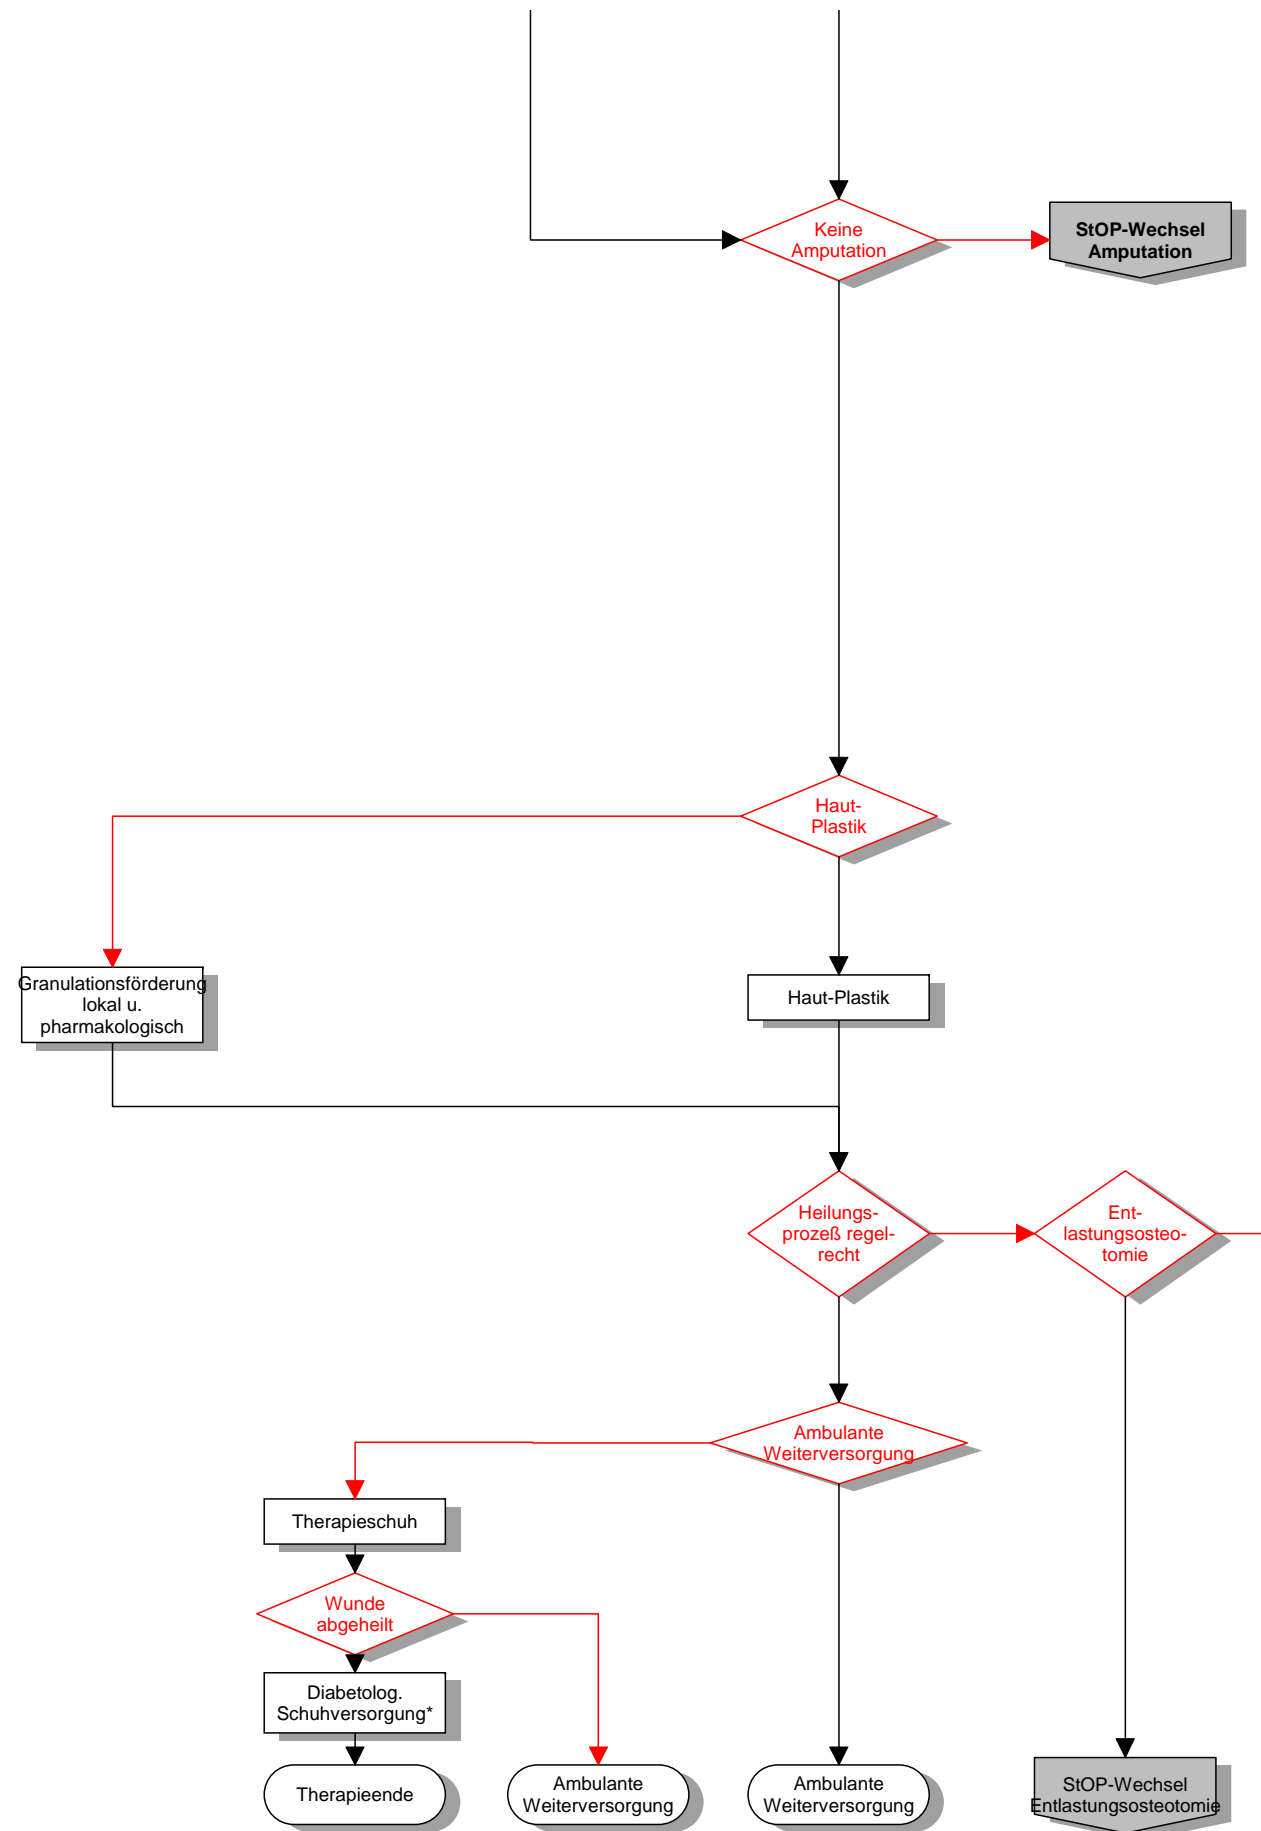 Keine
Amputation
StOP-Wechsel
Amputation
Haut-
Plastik
Granulationsförderung
lokal u.
pharmakologisch
Haut-Plastik
Heilungs-
prozeß regel-
recht
Ent-
lastungsosteo-
tomie
Ambulante
Weiterversorgung
Therapieschuh
Wunde
abgeheilt
Diabetolog.
Schuhversorgung*
Therapieende
Ambulante
Weiterversorgung
Ambulante
Weiterversorgung
StOP-Wechsel
Entlastungsosteotomie